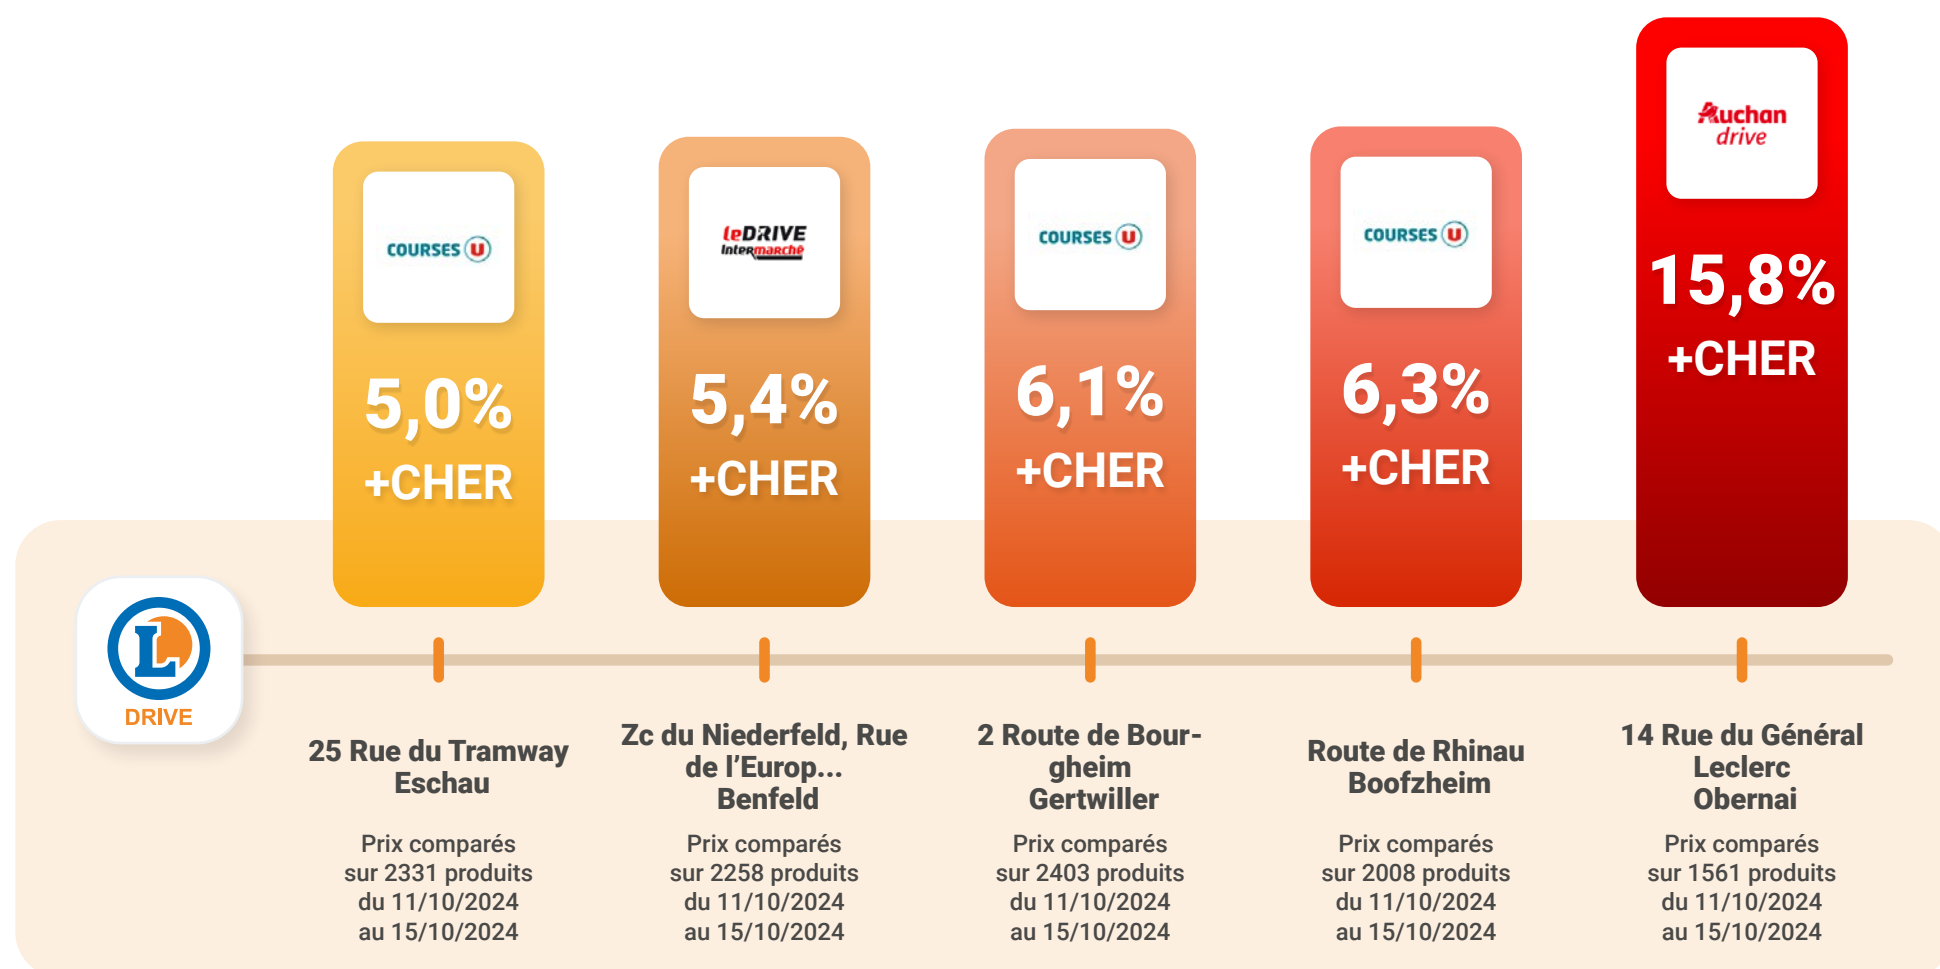 COURSES U
5,0%
+CHER
leDRIVE
Intermarché
5,4%
+CHER
COURSES U
6,1%
+CHER
COURSES U
6,3%
+CHER
Auchan
drive
15,8%
+CHER
L
DRIVE
25 Rue du Tramway
Eschau
Prix comparés
sur 2331 produits
du 11/10/2024
au 15/10/2024
Zc du Niederfeld, Rue
de l'Europ...
Benfeld
Prix comparés
sur 2258 produits
du 11/10/2024
au 15/10/2024
2 Route de Bour-
gheim
Gertwiller
Prix comparés
sur 2403 produits
du 11/10/2024
au 15/10/2024
Route de Rhinau
Boofzheim
Prix comparés
sur 2008 produits
du 11/10/2024
au 15/10/2024
14 Rue du Général
Leclerc
Obernai
Prix comparés
sur 1561 produits
du 11/10/2024
au 15/10/2024